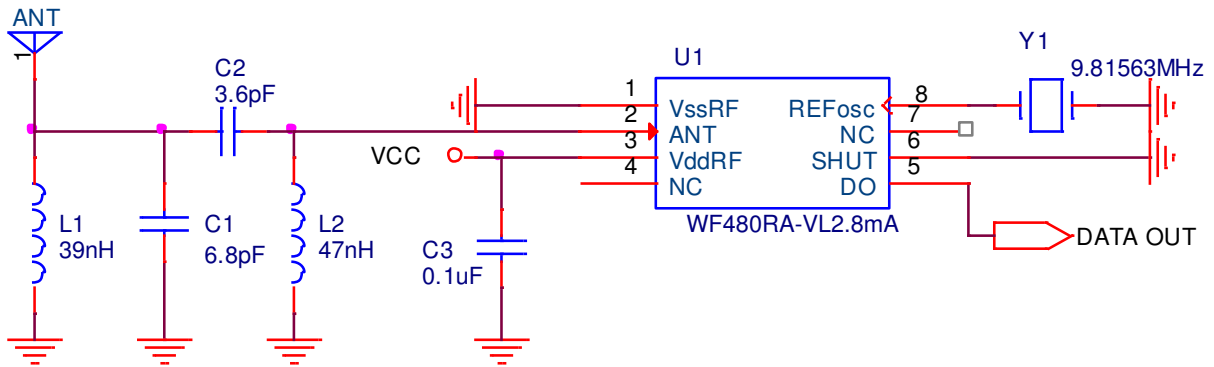 ANT
1
L1
39nH
C1
6.8pF
C2
3.6pF
L2
47nH
VCC
C3
0.1uF
U1
1
2
3
4
VssRF
ANT
VddRF
NC
REFosc
NC
SHUT
DO
8
7
6
5
WF480RA-VL2.8mA
Y1
9.81563MHz
DATA OUT